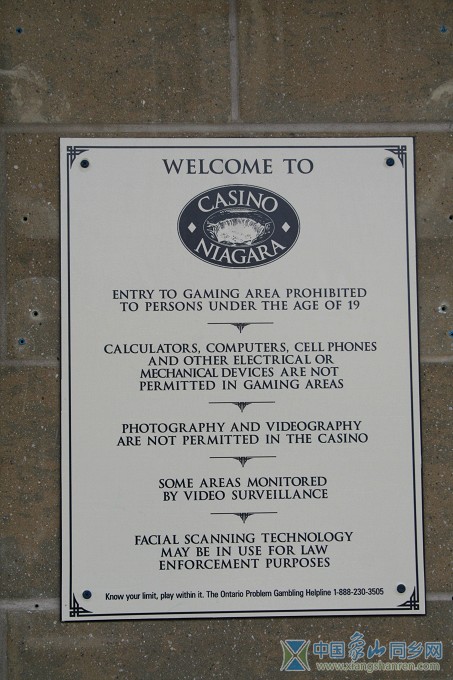 WELCOME TO
CASINO
NIAGARA
ENTRY TO GAMING AREA PROHIBITED
TO PERSONS UNDER THE AGE OF 19
CALCULATORS, COMPUTERS, CELL PHONES
AND OTHER ELECTRICAL OR
MECHANICAL DEVICES ARE NOT
PERMITTED IN GAMING AREAS
PHOTOGRAPHY AND VIDEOGRAPHY
ARE NOT PERMITTED IN THE CASINO
SOME AREAS MONITORED
BY VIDEO SURVEILLANCE
FACIAL SCANNING TECHNOLOGY
MAY BE IN USE FOR LAW
ENFORCEMENT PURPOSES
Know your limit, play within it. The Ontario Problem Gambling Helpline 1-888-230-3505
中国象山同乡网
www.xiangshanren.com